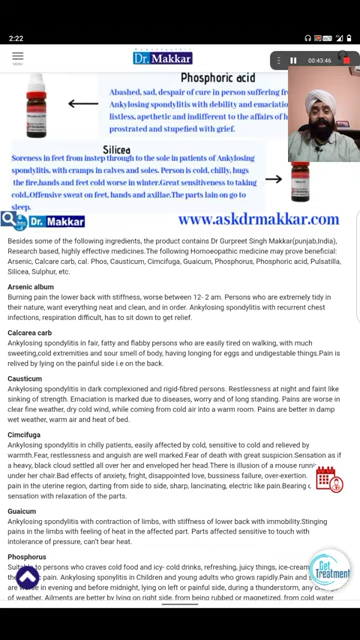 2:22
MENU
Dr. Makkar
00:43:46
Phosphoric acid
Abashed, sad, despair of cure in person suffering fr
Ankylosing spondylitis with debility and emaciatio
listless, apethetic and indifferent to the affairs of h
prostrated and stupefied with grief.
Silicea
Soreness in feet from instep through to the sole in patients of Ankylosing
spondylitis, with cramps in calves and soles. Person is cold, chilly, hugs
the fire,hands and feet cold worse in winter.Great sensitiveness to taking
cold..Offensive sweat on feet, hands and axillae.The parts lain on go to
sleep.
Dr. Makkar
www.askdrmakkar.com
Besides some of the following ingredients, the product contains Dr Gurpreet Singh Makkar(punjab,India),
Research based, highly effective medicines.The following Homoeopathic medicine may prove beneficial:
Arsenic, Calcare carb, cal. Phos, Causticum, Cimcifuga, Guaicum, Phosphorus, Phosphoric acid, Pulsatilla,
Silicea, Sulphur, etc.
Arsenic album
Burning pain the lower back with stiffness, worse between 12- 2 am. Persons who are extremely tidy in
their nature, want everything neat and clean, and in order. Ankylosing spondylitis with recurrent chest
infections, respiration difficult, has to sit down to get relief.
Calcarea carb
Ankylosing spondylitis in fair, fatty and flabby persons who are easily tired on walking, with much
sweeting,cold extremities and sour smell of body, having longing for eggs and undigestable things.Pain is
relived by lying on the painful side i.e on the back.
Causticum
Ankylosing spondylitis in dark complexioned and rigid-fibred persons. Restlessness at night and faint like
sinking of strength. Emaciation is marked due to diseases, worry and of long standing. Pains are worse in
clear fine weather, dry cold wind, while coming from cold air into a warm room. Pains are better in damp
wet weather, warm air and heat of bed.
Cimcifuga
Ankylosing spondylitis in chilly patients, easily affected by cold, sensitive to cold and relieved by
warmth.Fear, restlessness and anguish are well marked.Fear of death with great suspicion.Sensation as if
a heavy, black cloud settled all over her and enveloped her head.There is illusion of a mouse runni
under her chair.Bad effects of anxiety, fright, disappointed love, bussiness failure, over-exertion.
pain in the uterine region, darting from side to side, sharp, lancinating, electric like pain.Bearing
sensation with relaxation of the parts.
Guaicum
Ankylosing spondylitis with contraction of limbs, with stiffness of lower back with immobility.Stinging
pains in the limbs with feeling of heat in the affected part. Parts affected sensitive to touch with
intolerance of pressure, can't bear heat.
Phosphorus
Suitable to persons who craves cold food and icy- cold drinks, refreshing, juicy things, ice-cream
pain. Ankylosing sponylitis in Children and young adults who grows rapidly.Pain and
are worse in evening and before midnight, lying on left or painful side, during a thunderstorm, any ch
of weather. Ailments are better by lying on right side, from being rubbed or magnetized, from cold water
Get
Treatment